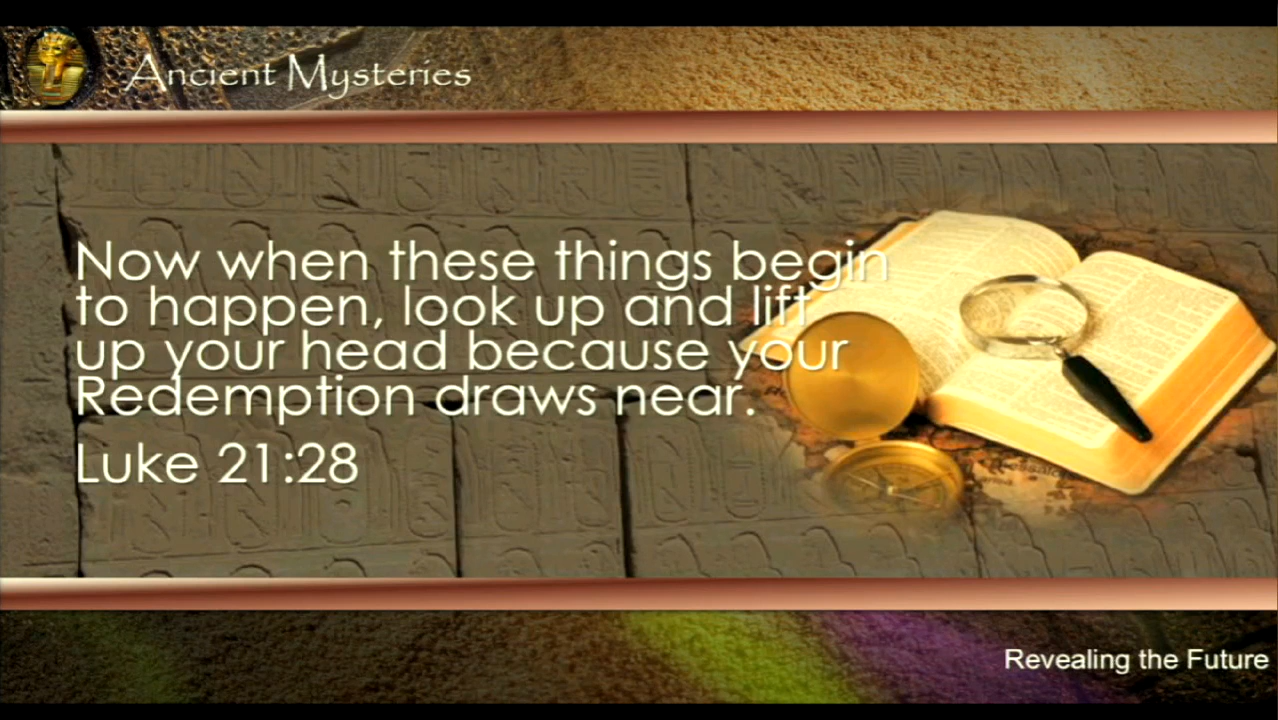 Ancient Mysteries
Now when these things begin
to happen, look up and lift
up your head because your
Redemption draws near.
Luke 21:28
Revealing the Future